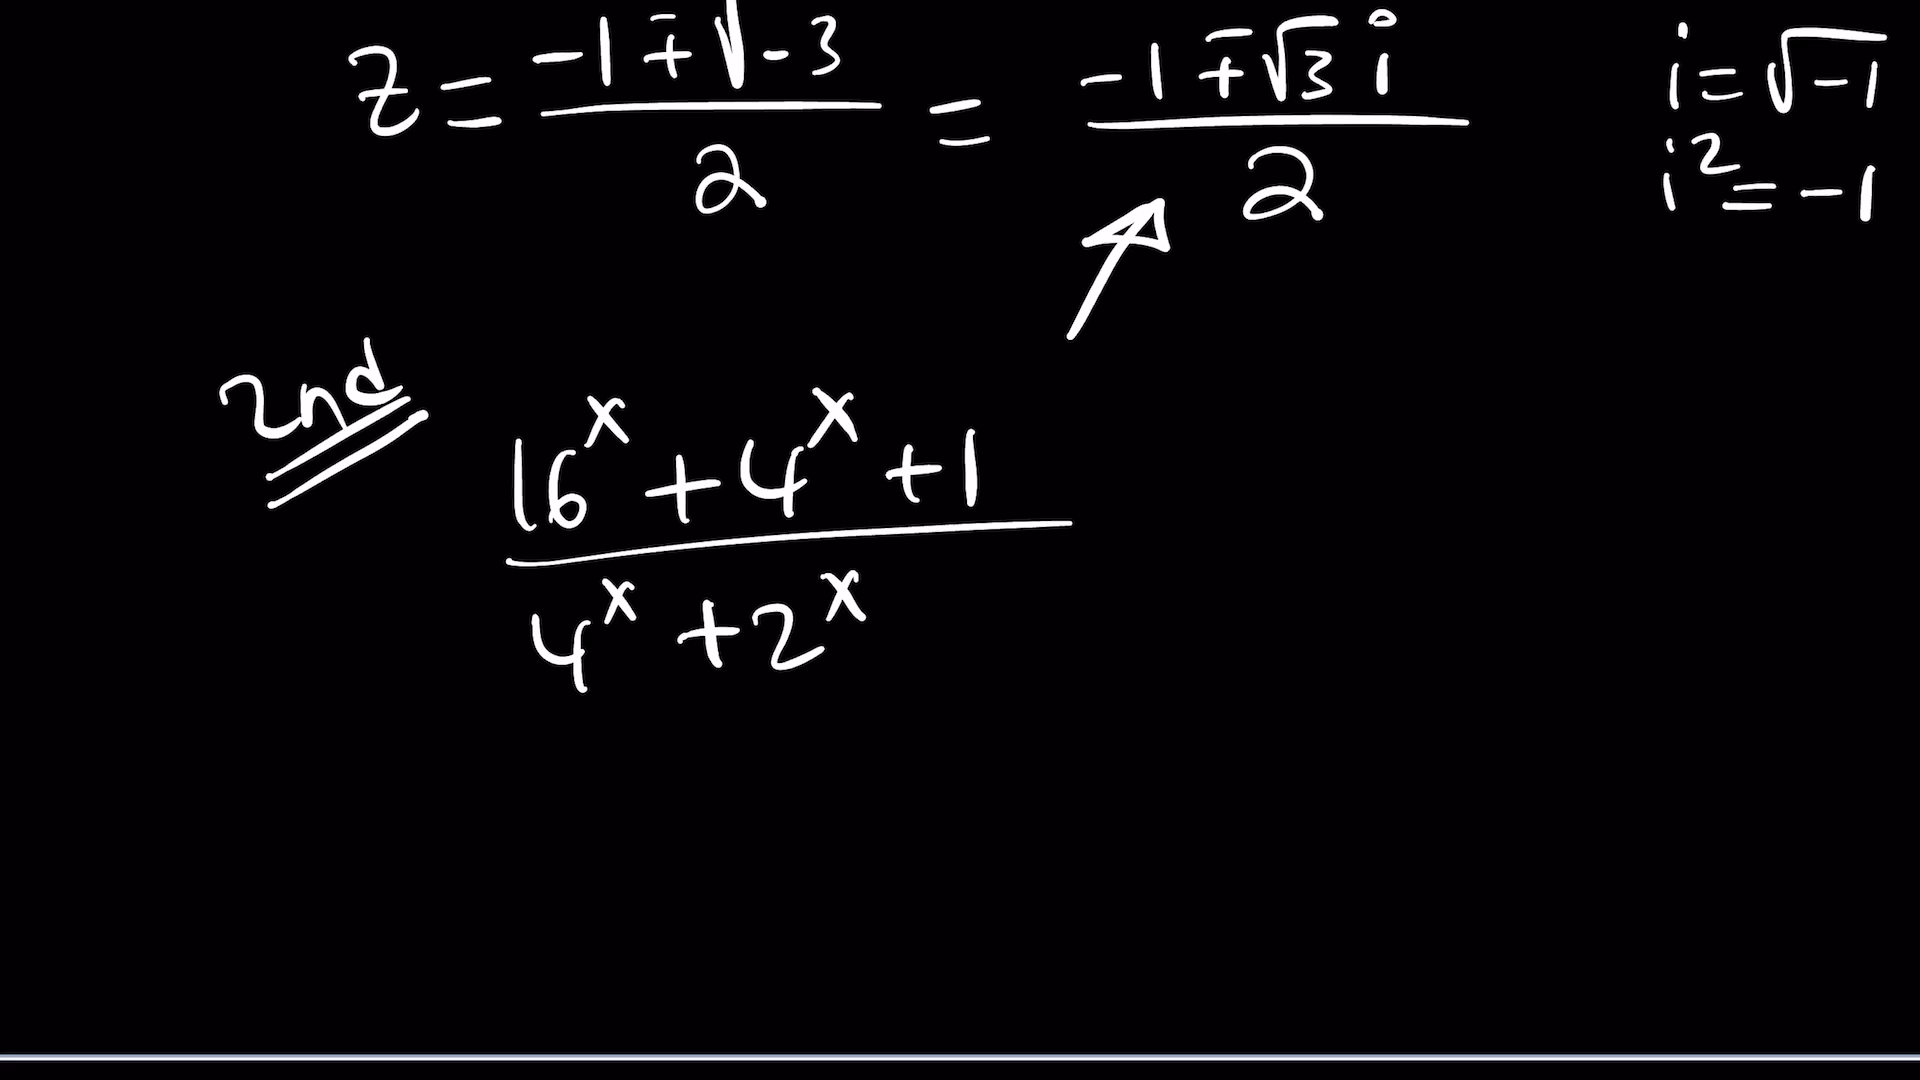 z = (-1 ∓ √-3)/2 = (-1 ∓ √3 i)/2
i = √-1
i² = -1
2nd
(16^x + 4^x + 1)/(4^x + 2^x)